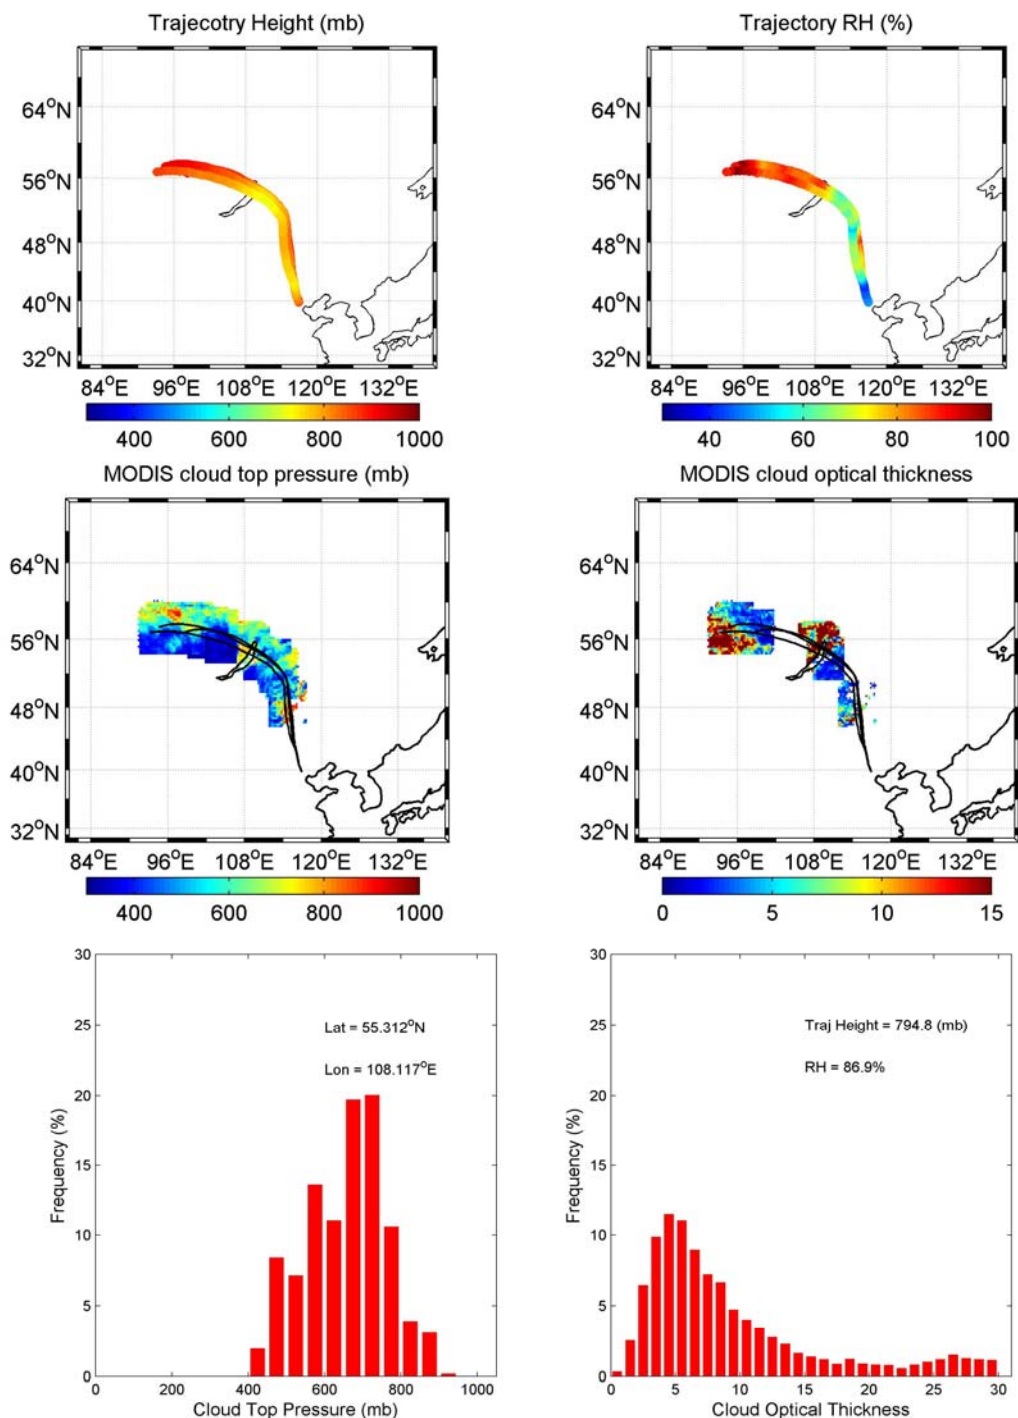 Trajecotry Height (mb)
Trajectory RH (%)
64°N
56°N
48°N
40°N
32°N
84°E 96°E 108°E 120°E 132°E
400 600 800 1000
64°N
56°N
48°N
40°N
32°N
84°E 96°E 108°E 120°E 132°E
40 60 80 100
MODIS cloud top pressure (mb)
MODIS cloud optical thickness
64°N
56°N
48°N
40°N
32°N
84°E 96°E 108°E 120°E 132°E
400 600 800 1000
64°N
56°N
48°N
40°N
32°N
84°E 96°E 108°E 120°E 132°E
0 5 10 15
30
25
20
15
10
5
0
Frequency (%)
Lat = 55.312°N
Lon = 108.117°E
0 200 400 600 800 1000
Cloud Top Pressure (mb)
30
25
20
15
10
5
0
Frequency (%)
Traj Height = 794.8 (mb)
RH = 86.9%
0 5 10 15 20 25 30
Cloud Optical Thickness